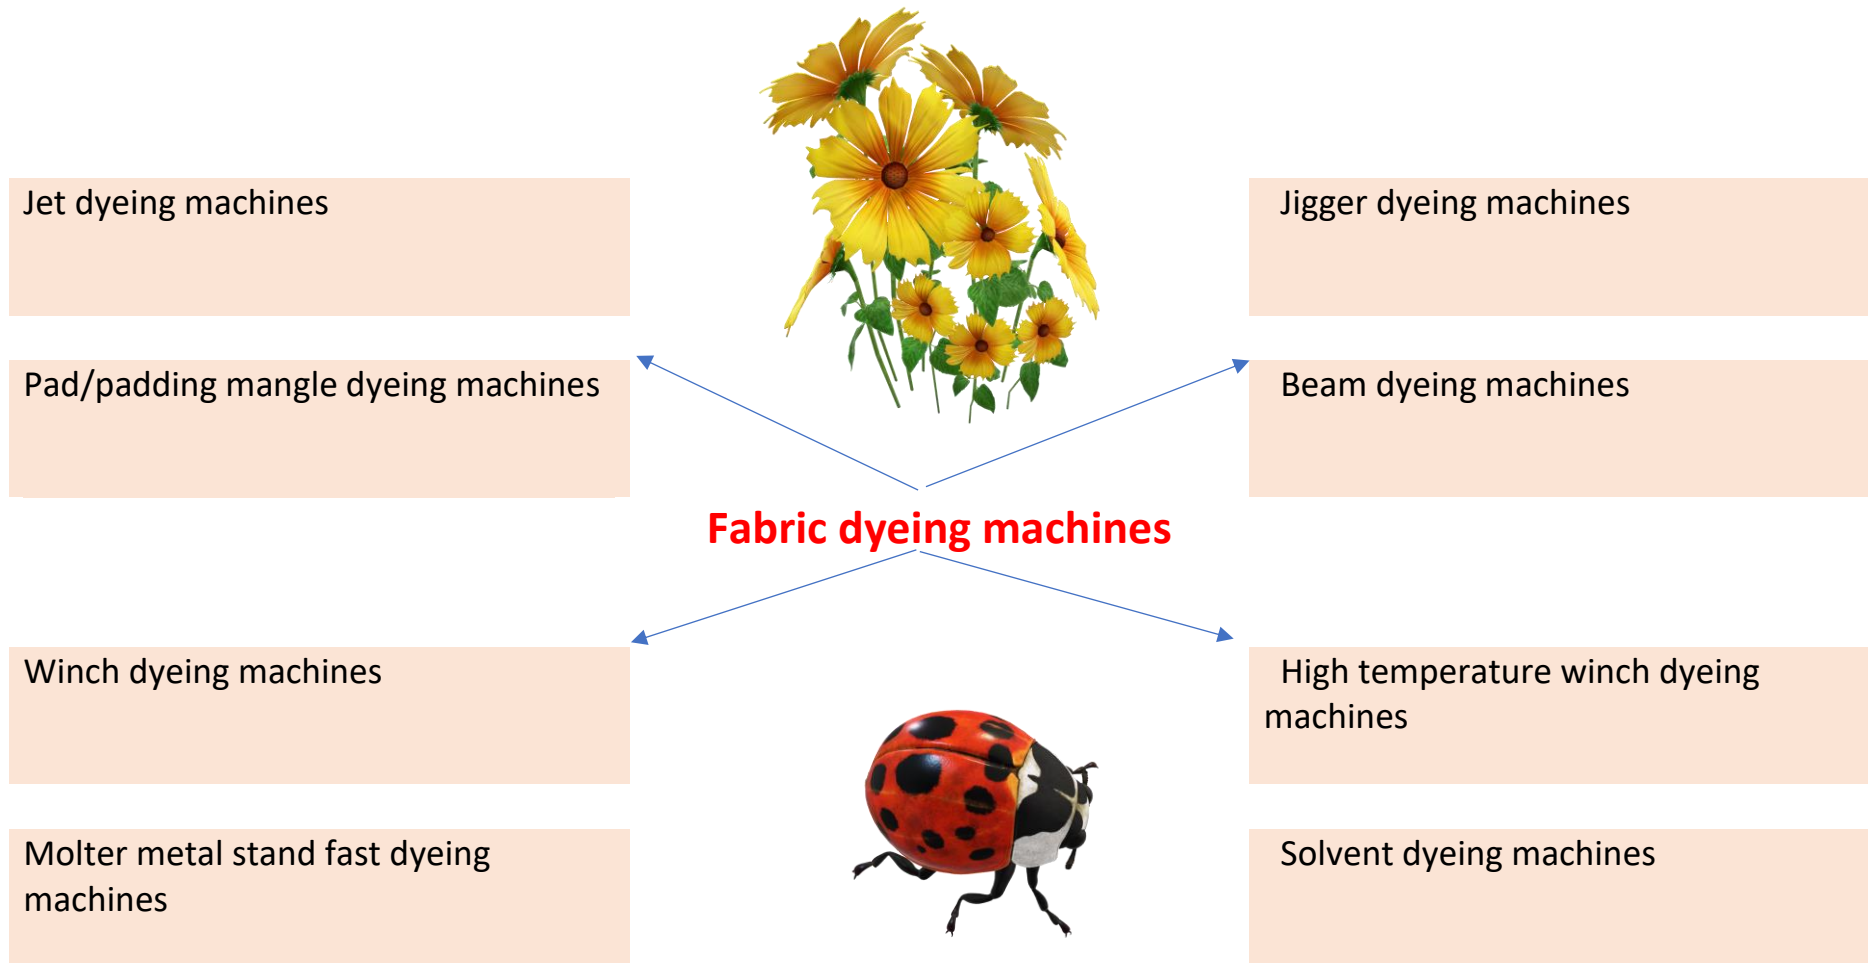 Jet dyeing machines
Jigger dyeing machines
Pad/padding mangle dyeing machines
Beam dyeing machines
Fabric dyeing machines
Winch dyeing machines
High temperature winch dyeing
machines
Molter metal stand fast dyeing
machines
Solvent dyeing machines